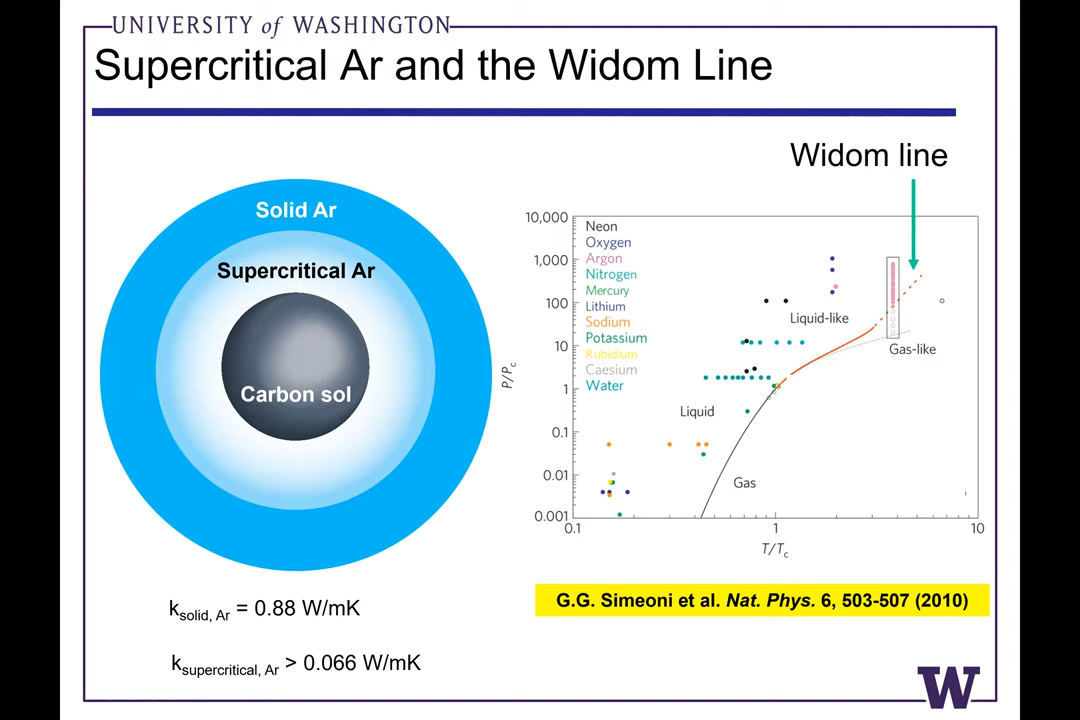 UNIVERSITY of WASHINGTON
Supercritical Ar and the Widom Line
Widom line
Solid Ar
Supercritical Ar
Carbon sol
k_solid, Ar = 0.88 W/mK
k_supercritical, Ar > 0.066 W/mK
10,000
1,000
100
10
1
0.1
0.01
0.001
P/P_c
Neon
Oxygen
Argon
Nitrogen
Mercury
Lithium
Sodium
Potassium
Rubidium
Caesium
Water
Liquid-like
Gas-like
Liquid
Gas
0.1
1
10
T/T_c
G.G. Simeoni et al. Nat. Phys. 6, 503-507 (2010)
W